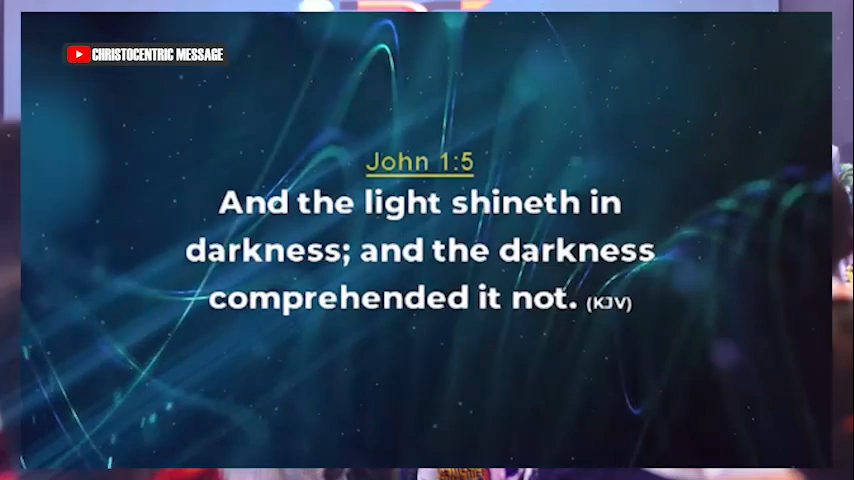 CHRISTOCENTRIC MESSAGE
John 1:5
And the light shineth in
darkness; and the darkness
comprehended it not. (KJV)